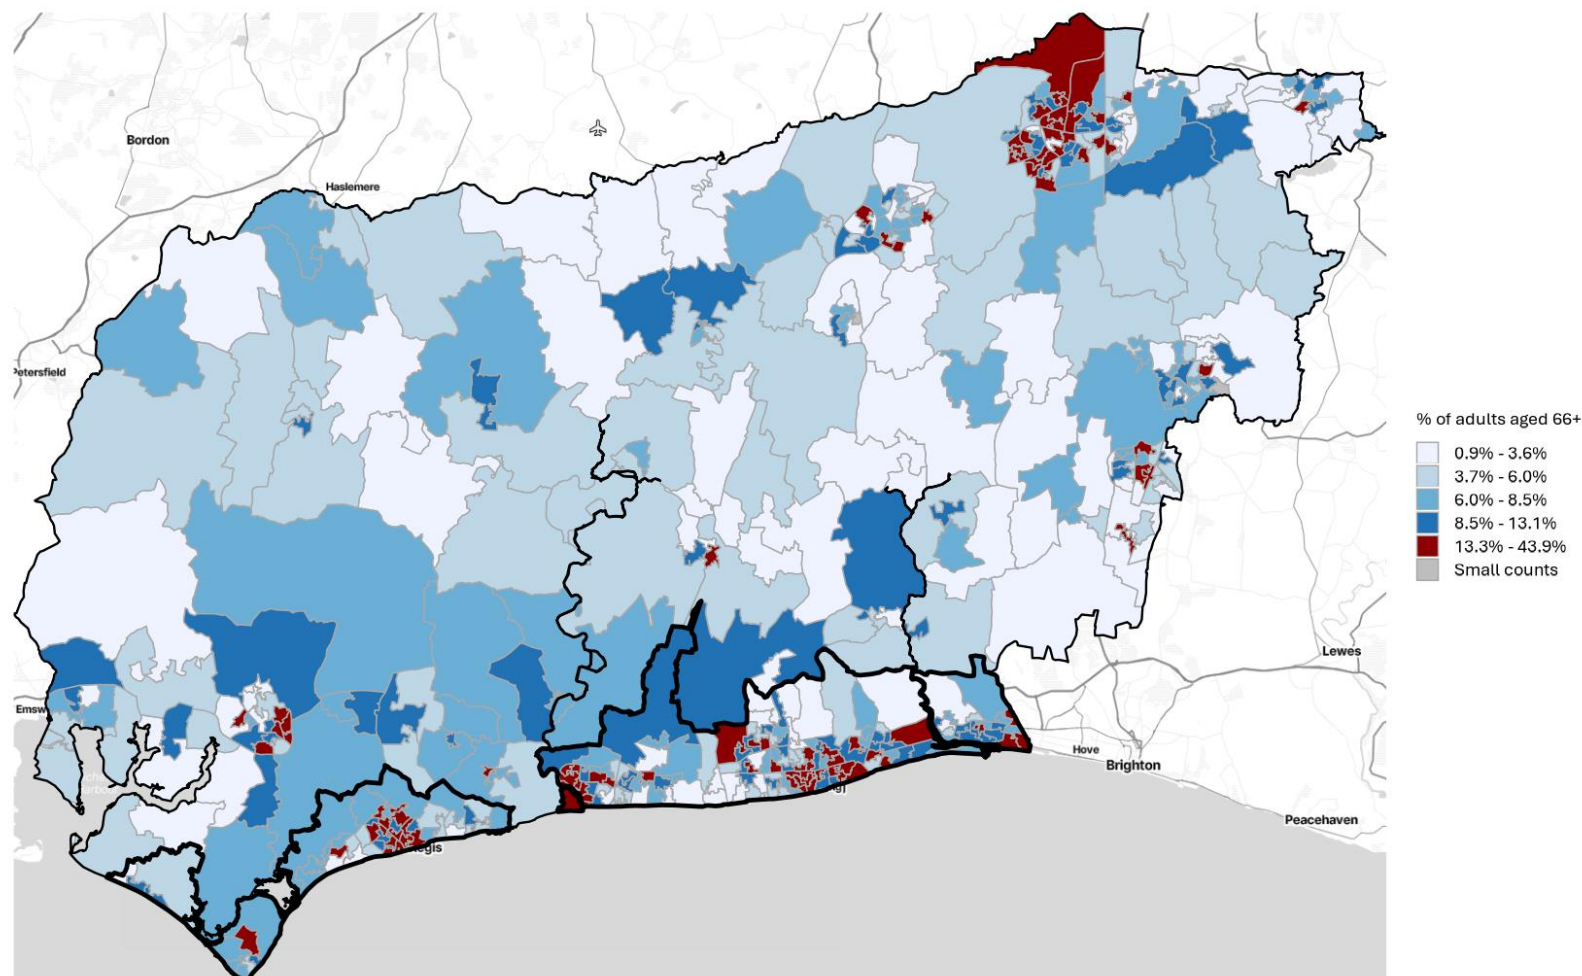 Bordon
Haslemere
Petersfield
% of adults aged 66+
0.9% - 3.6%
3.7% - 6.0%
6.0% - 8.5%
8.5% - 13.1%
13.3% - 43.9%
Small counts
Lewes
Emsw
Hove
Brighton
Peacehaven
egis